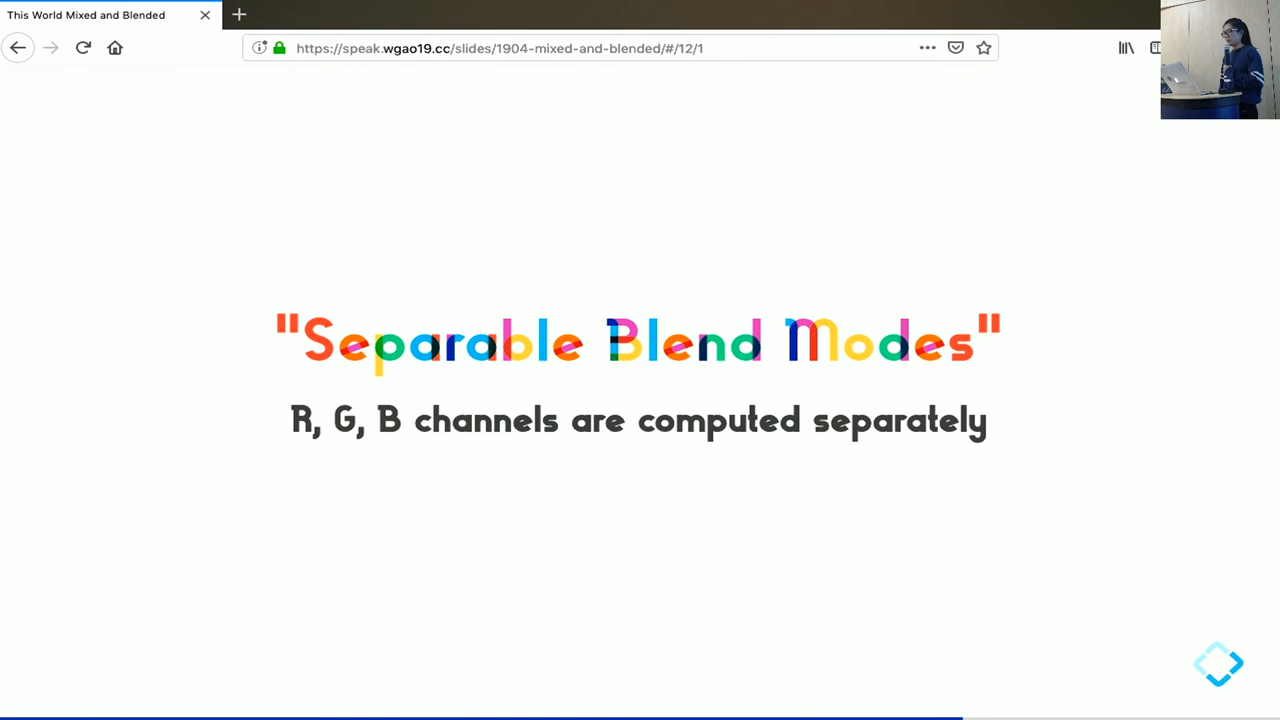 This World Mixed and Blended
https://speak.wgao19.cc/slides/1904-mixed-and-blended/#/12/1
"Separable Blend Modes"
R, G, B channels are computed separately